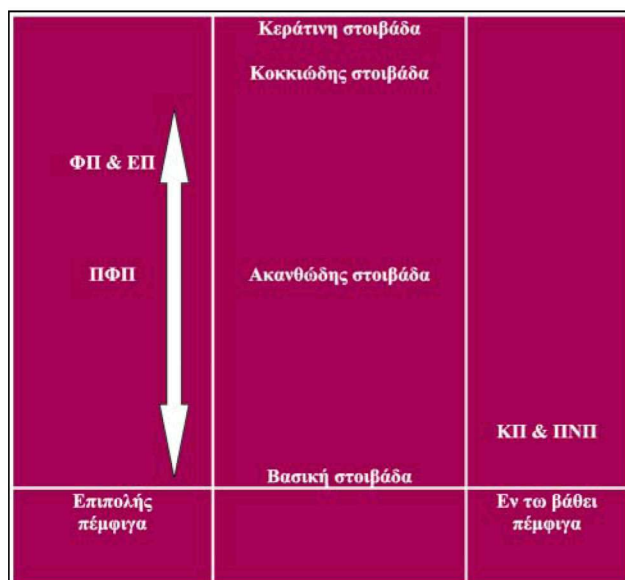 Κεράτινη στοιβάδα
Κοκκιώδης στοιβάδα
ΦΠ & ΕΠ
ΠΦΠ
Ακανθώδης στοιβάδα
ΚΠ & ΠΝΠ
Βασική στοιβάδα
Επιπολής
πέμφιγα
Εν τω βάθει
πέμφιγα